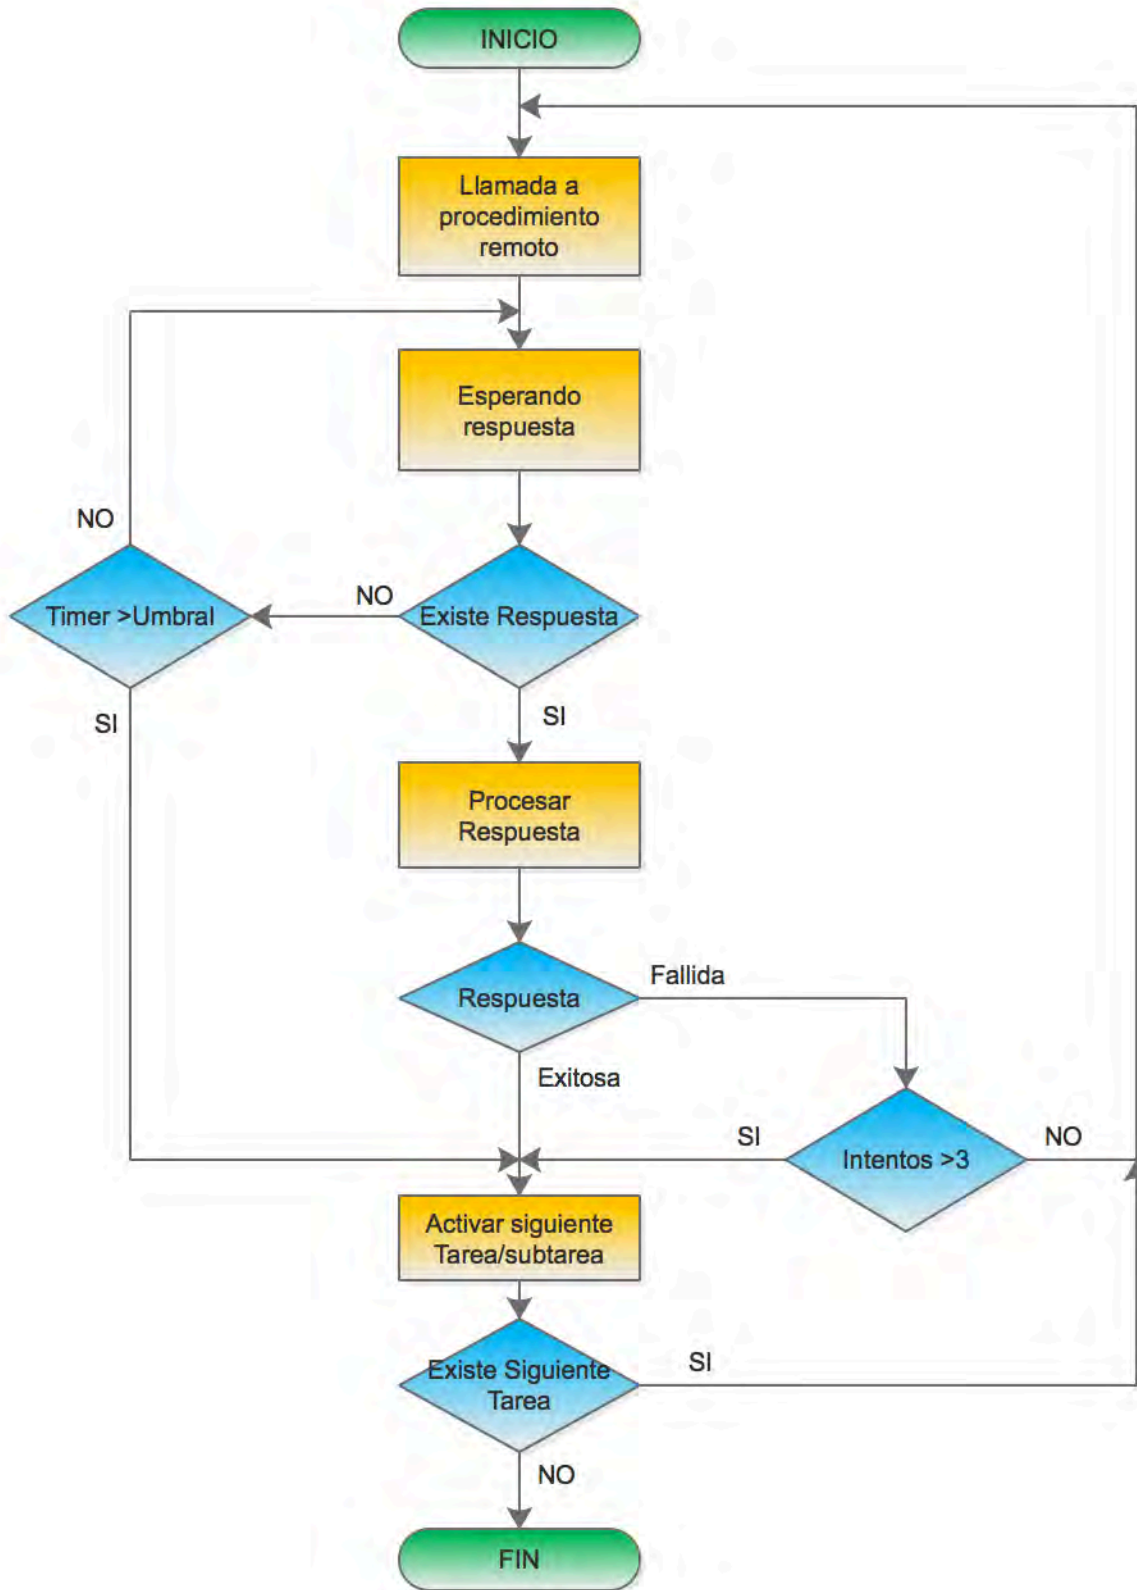 INICIO
Llamada a
procedimiento
remoto
Esperando
respuesta
NO
Timer >Umbral
NO
Existe Respuesta
SI
SI
Procesar
Respuesta
Respuesta
Fallida
Exitosa
SI
Intentos >3
NO
Activar siguiente
Tarea/subtarea
Existe Siguiente
Tarea
SI
NO
FIN